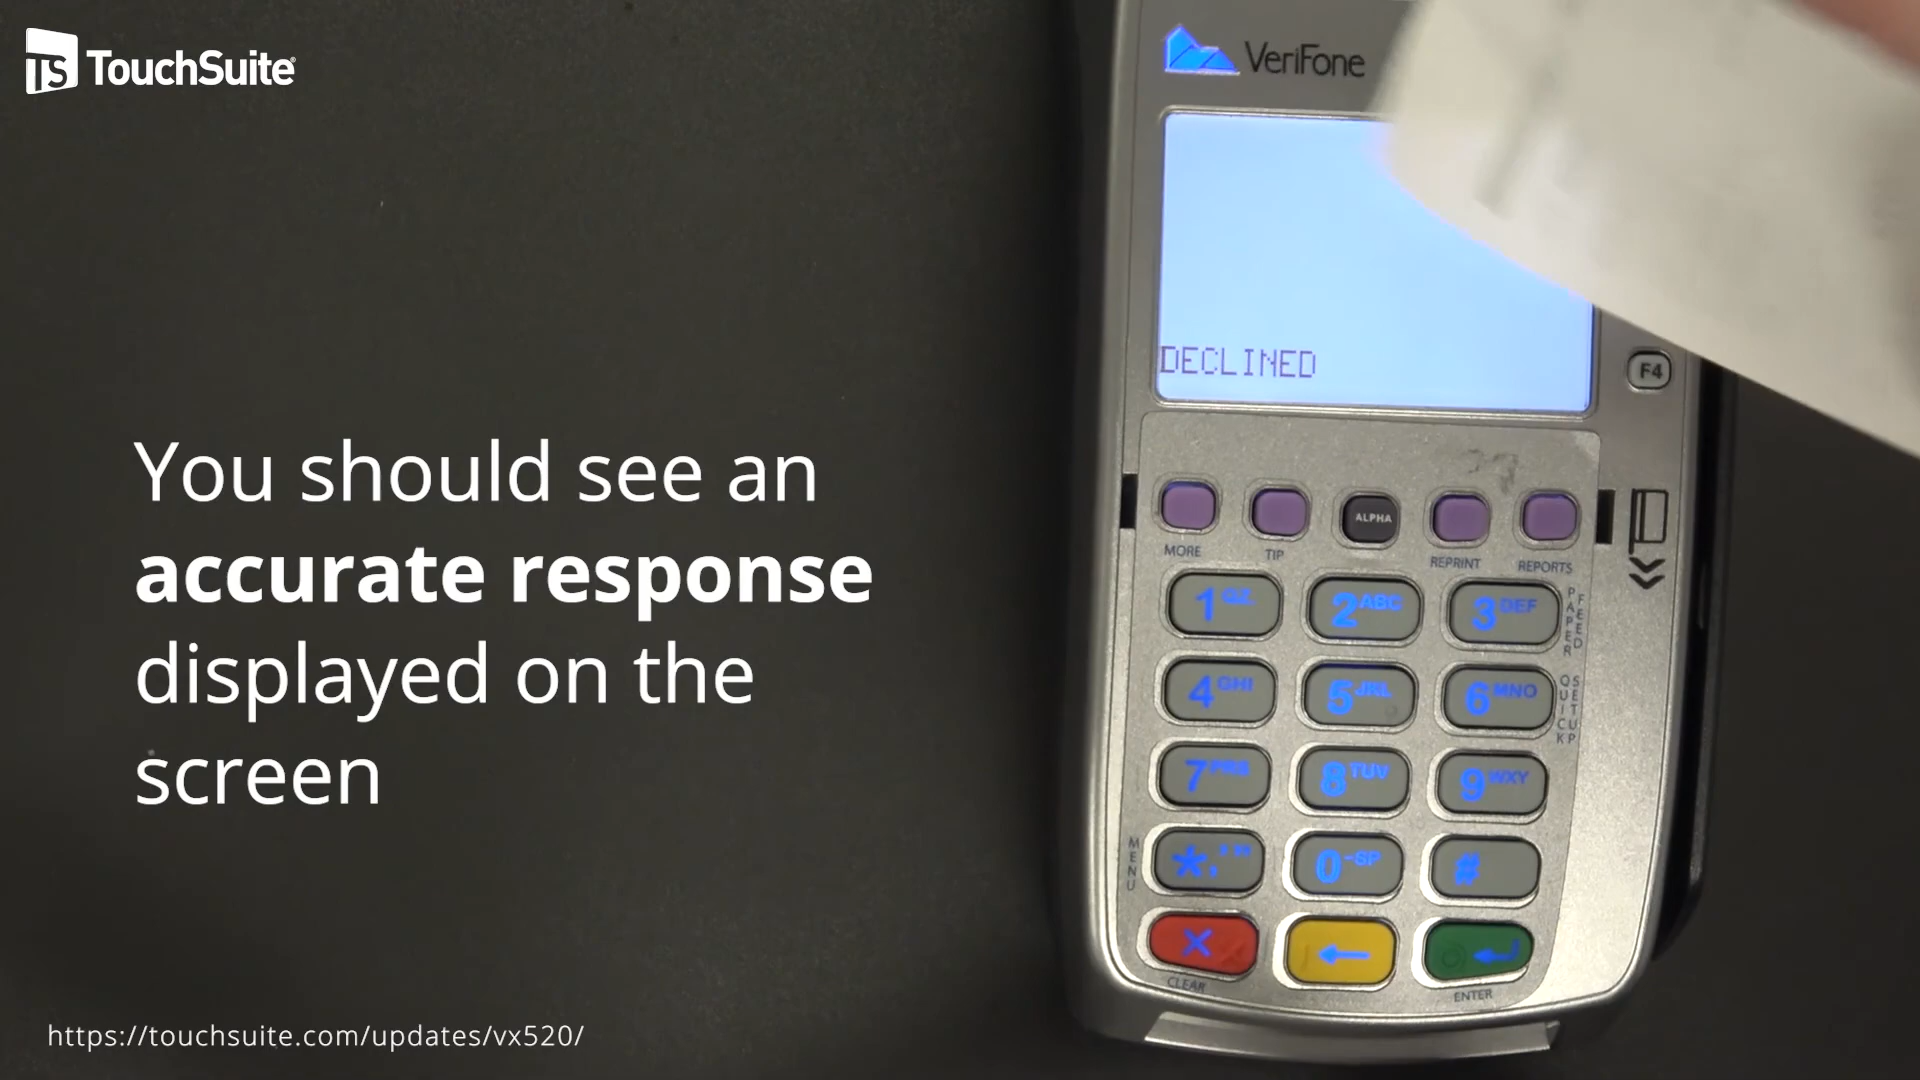 TS TouchSuite®
VeriFone
DECLINED
F4
You should see an
accurate response
displayed on the
screen
ALPHA
MORE TIP REPRINT REPORTS
1 QZ. 2 ABC 3 DEF
PAPER FEED
4 GHI 5 JKL 6 MNO
QUICK SETUP
7 PRS 8 TUV 9 WXY
MENU
*,'" 0 -SP #
CLEAR ENTER
https://touchsuite.com/updates/vx520/